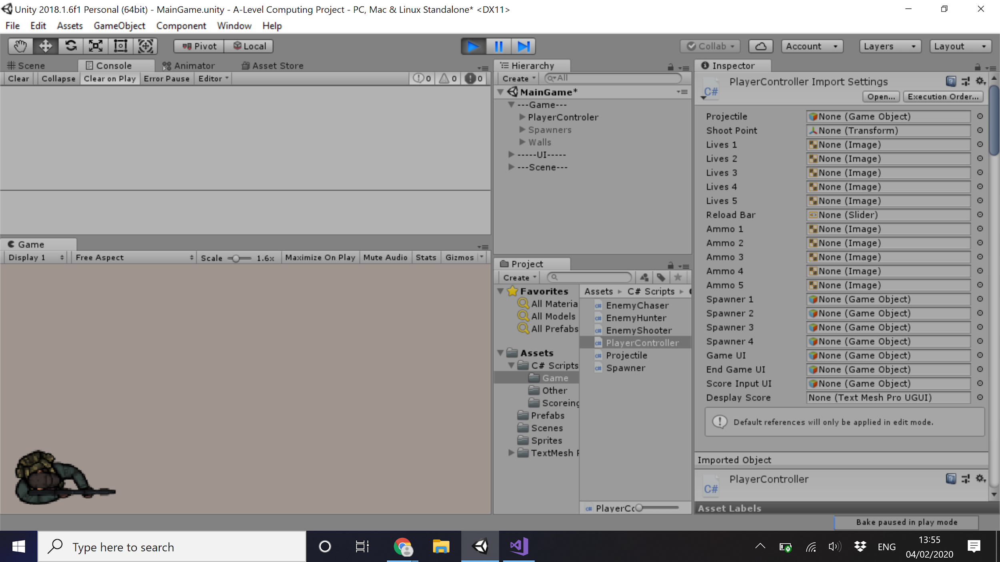 Unity 2018.1.6f1 Personal (64bit) - MainGame.unity - A-Level Computing Project - PC, Mac & Linux Standalone* <DX11>
File Edit Assets GameObject Component Window Help
Pivot Local Collab Account Layers Layout
Scene Console Animator Asset Store
Clear Collapse Clear on Play Error Pause Editor 0 0 0
Game
Display 1 Free Aspect Scale 1.6x Maximize On Play Mute Audio Stats Gizmos
Hierarchy
Create All
MainGame*
---Game---
PlayerControler
Spawners
Walls
-----UI-----
---Scene---
Project
Create
Favorites
All Materia
All Models
All Prefabs
Assets
C# Scripts
Game
Other
Scoreing
Prefabs
Scenes
Sprites
TextMesh P
Assets C# Scripts
EnemyChaser
EnemyHunter
EnemyShooter
PlayerController
Projectile
Spawner
PlayerCo
Inspector
C#
PlayerController Import Settings
Open... Execution Order...
Projectile None (Game Object)
Shoot Point None (Transform)
Lives 1 None (Image)
Lives 2 None (Image)
Lives 3 None (Image)
Lives 4 None (Image)
Lives 5 None (Image)
Reload Bar None (Slider)
Ammo 1 None (Image)
Ammo 2 None (Image)
Ammo 3 None (Image)
Ammo 4 None (Image)
Ammo 5 None (Image)
Spawner 1 None (Game Object)
Spawner 2 None (Game Object)
Spawner 3 None (Game Object)
Spawner 4 None (Game Object)
Game UI None (Game Object)
End Game UI None (Game Object)
Score Input UI None (Game Object)
Desplay Score None (Text Mesh Pro UGUI)
Default references will only be applied in edit mode.
Imported Object
C#
PlayerController
Asset Labels
Bake paused in play mode
Type here to search
ENG
13:55
04/02/2020